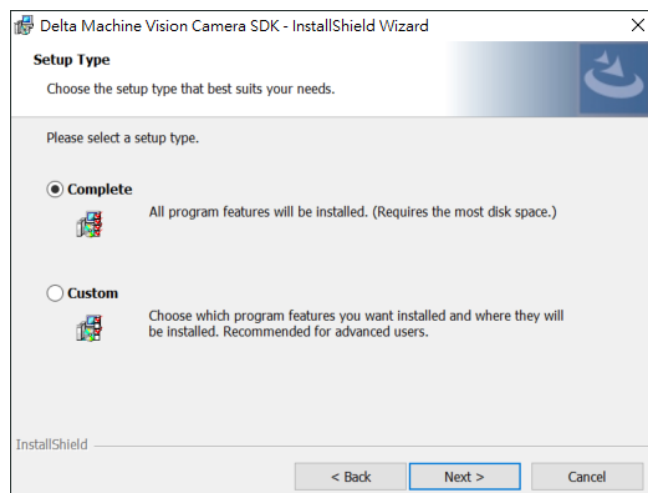 Delta Machine Vision Camera SDK - InstallShield Wizard
Setup Type
Choose the setup type that best suits your needs.
Please select a setup type.
Complete
All program features will be installed. (Requires the most disk space.)
Custom
Choose which program features you want installed and where they will
be installed. Recommended for advanced users.
InstallShield
< Back
Next >
Cancel